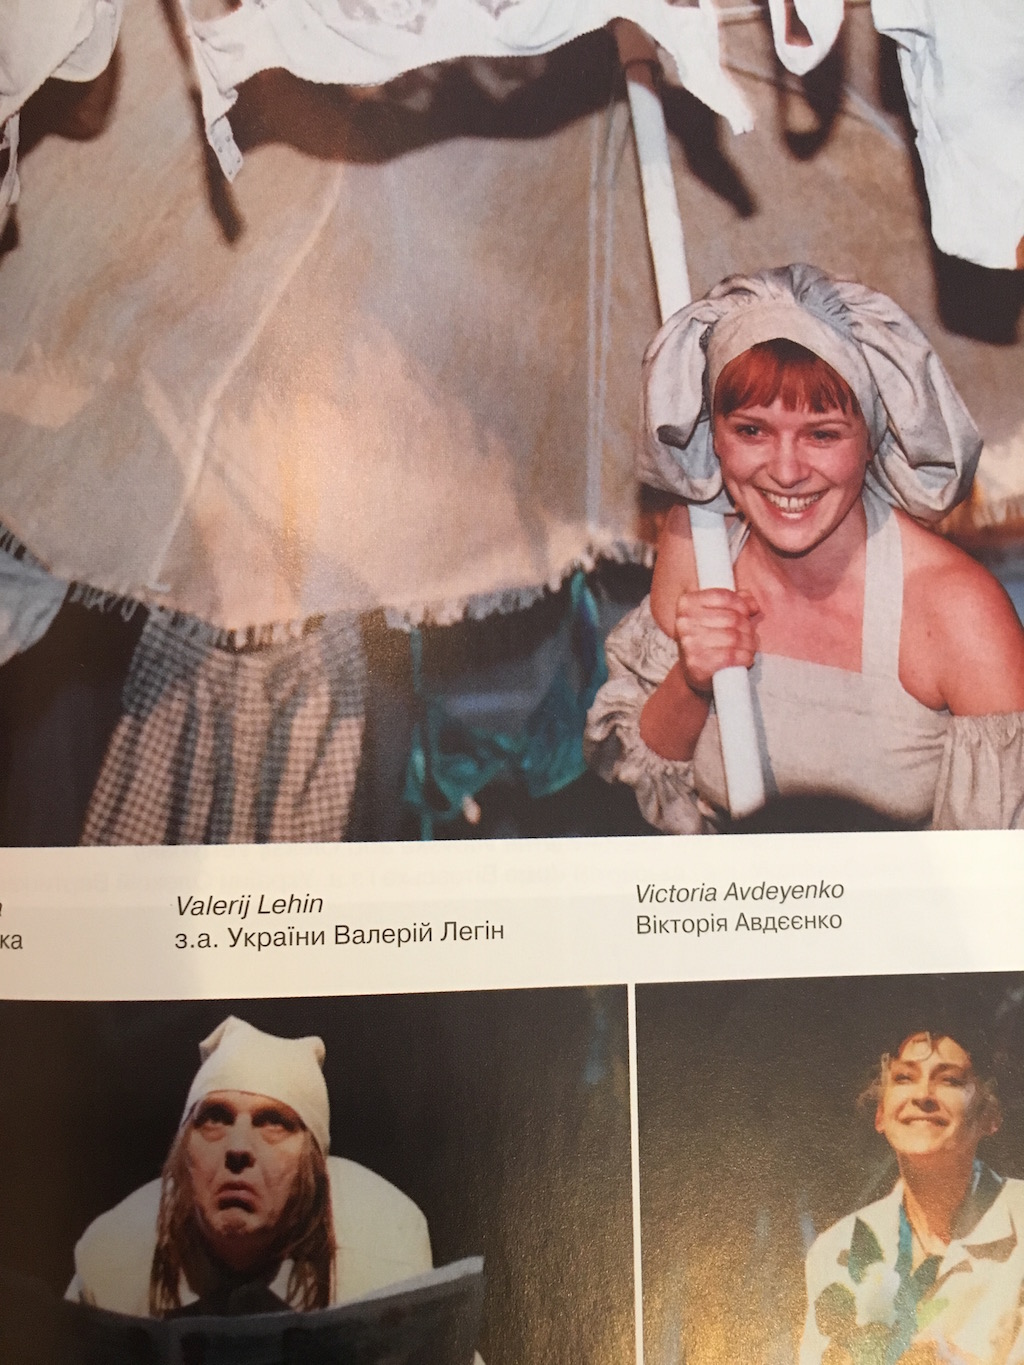 Valerij Lehin
з.а. України Валерій Легін
Victoria Avdeyenko
Вікторія Авдєєнко